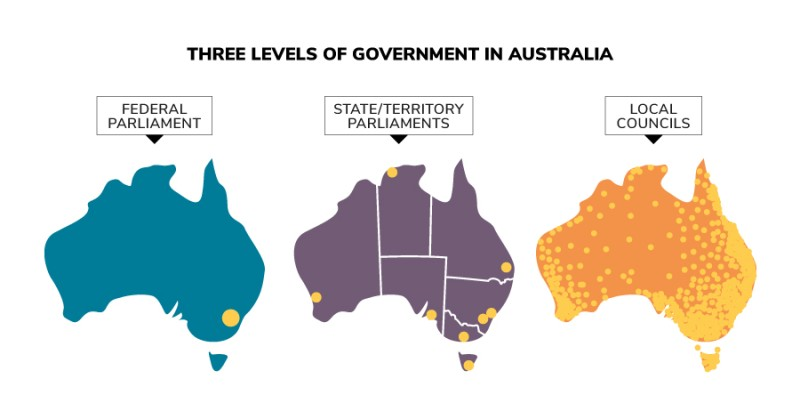 THREE LEVELS OF GOVERNMENT IN AUSTRALIA
FEDERAL
PARLIAMENT
STATE/TERRITORY
PARLIAMENTS
LOCAL
COUNCILS